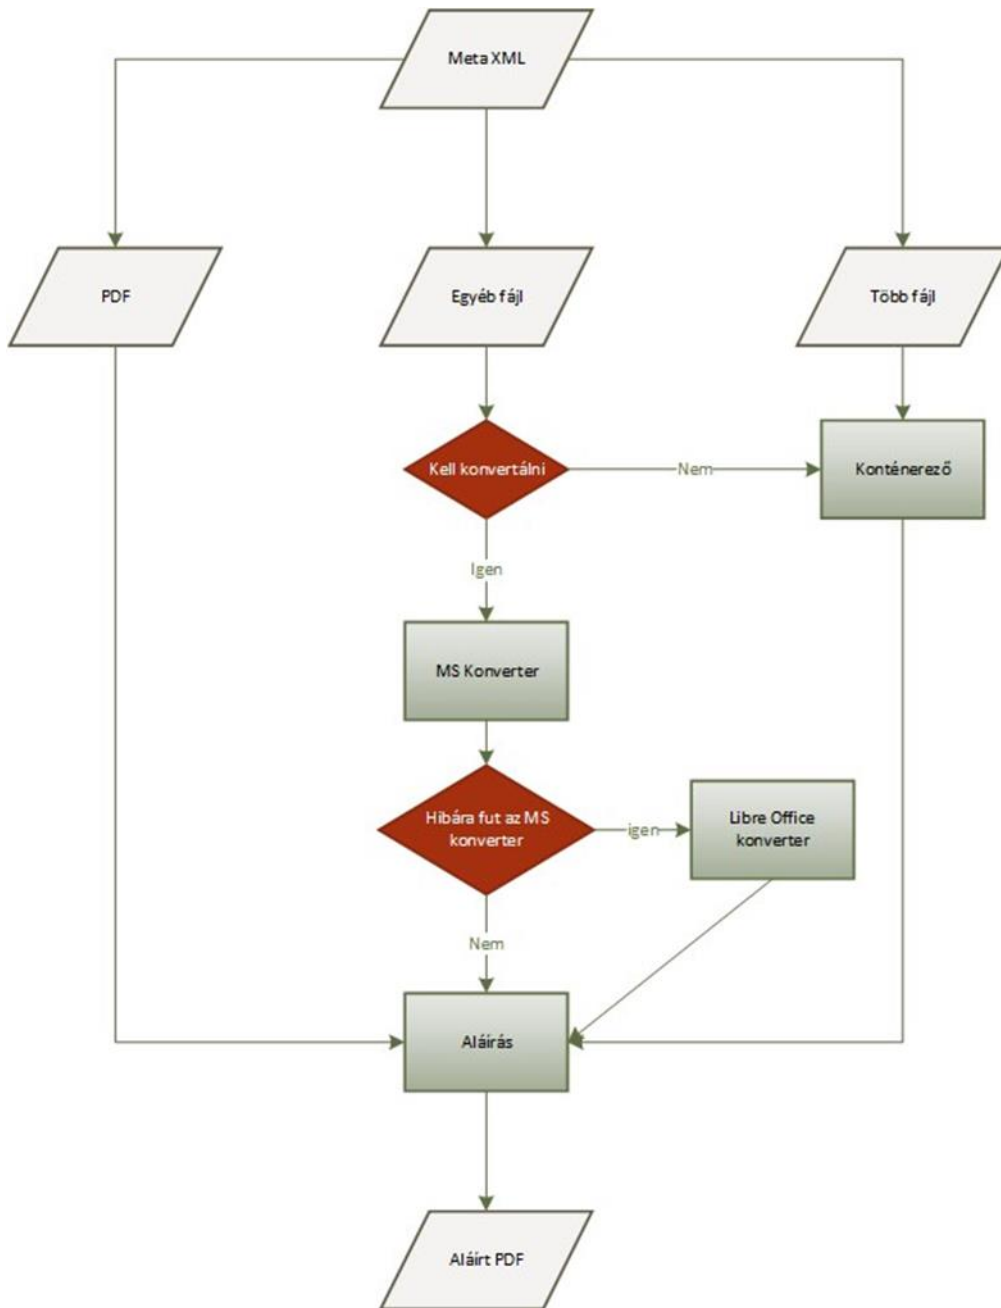 Meta XML
PDF
Egyéb fájl
Több fájl
Kell konvertálni
Nem
Konténerező
Igen
MS Konverter
Hibára fut az MS
konverter
igen
Libre Office
konverter
Nem
Aláírás
Aláírt PDF